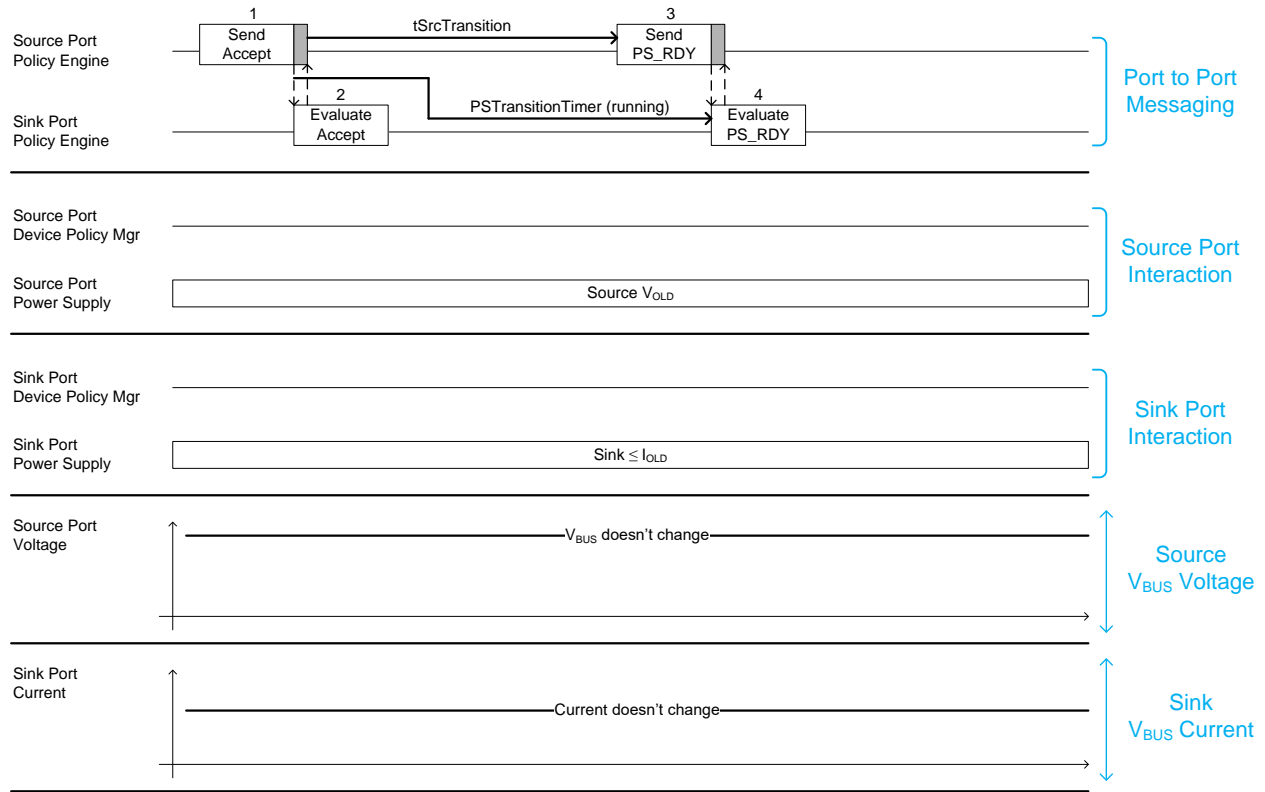 1
Send
Accept
tSrcTransition
3
Send
PS_RDY
Source Port
Policy Engine
2
Evaluate
Accept
PSTransitionTimer (running)
4
Evaluate
PS_RDY
Sink Port
Policy Engine
Port to Port
Messaging
Source Port
Device Policy Mgr
Source Port
Power Supply
Source VOLD
Source Port
Interaction
Sink Port
Device Policy Mgr
Sink Port
Power Supply
Sink ≤ IOLD
Sink Port
Interaction
Source Port
Voltage
VBUS doesn't change
Source
VBUS Voltage
Sink Port
Current
Current doesn't change
Sink
VBUS Current